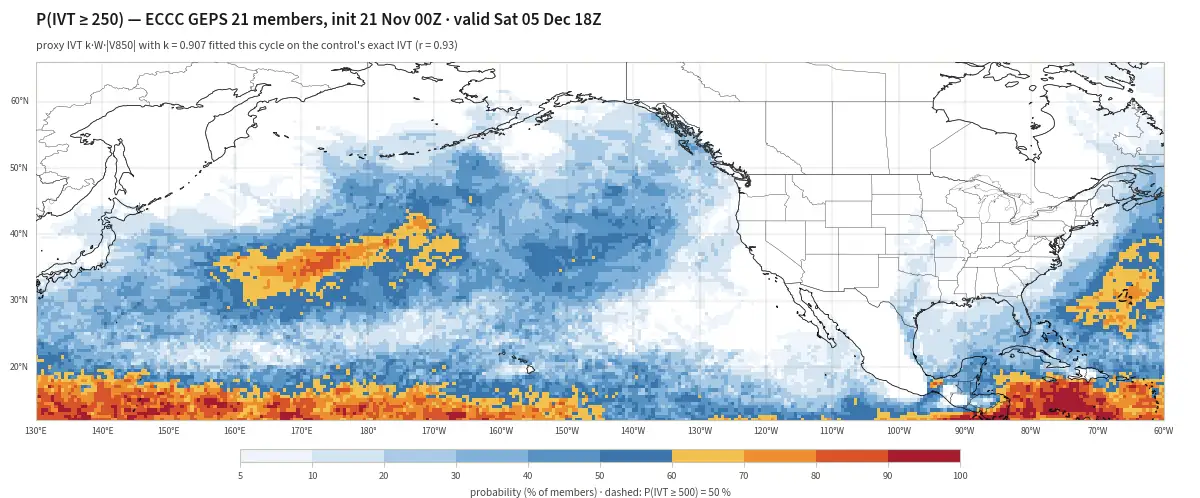 P(IVT ≥ 250) — ECCC GEPS 21 members, init 21 Nov 00Z · valid Sat 05 Dec 18Z
proxy IVT k·W·|V850| with k = 0.907 fitted this cycle on the control's exact IVT (r = 0.93)
60°N
50°N
40°N
30°N
20°N
130°E 140°E 150°E 160°E 170°E 180° 170°W 160°W 150°W 140°W 130°W 120°W 110°W 100°W 90°W 80°W 70°W 60°W
5 10 20 30 40 50 60 70 80 90 100
probability (% of members) · dashed: P(IVT ≥ 500) = 50 %